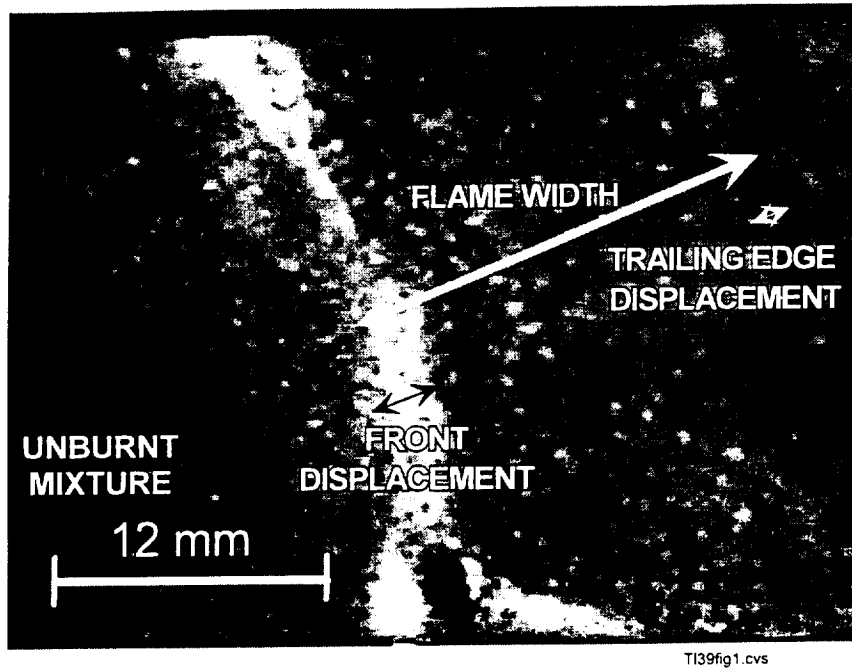 FLAME WIDTH
TRAILING EDGE
DISPLACEMENT
FRONT
DISPLACEMENT
UNBURNT
MIXTURE
12 mm
TI39fig1.cvs